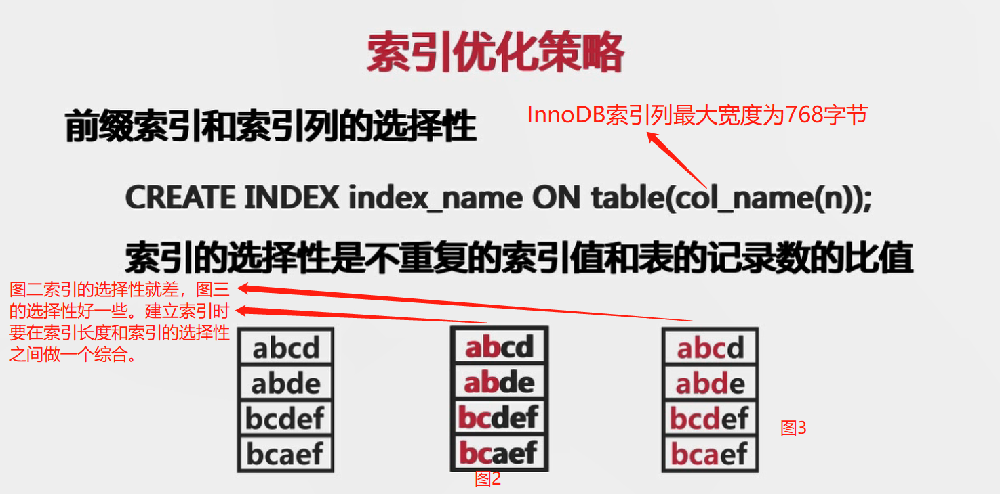 索引优化策略
前缀索引和索引列的选择性
InnoDB索引列最大宽度为768字节
CREATE INDEX index_name ON table(col_name(n));
索引的选择性是不重复的索引值和表的记录数的比值
图二索引的选择性就差，图三
的选择性好一些。建立索引时
要在索引长度和索引的选择性
之间做一个综合。
abcd
abde
bcdef
bcaef
abcd
abde
bcdef
bcaef
图2
abcd
abde
bcdef
bcaef
图3